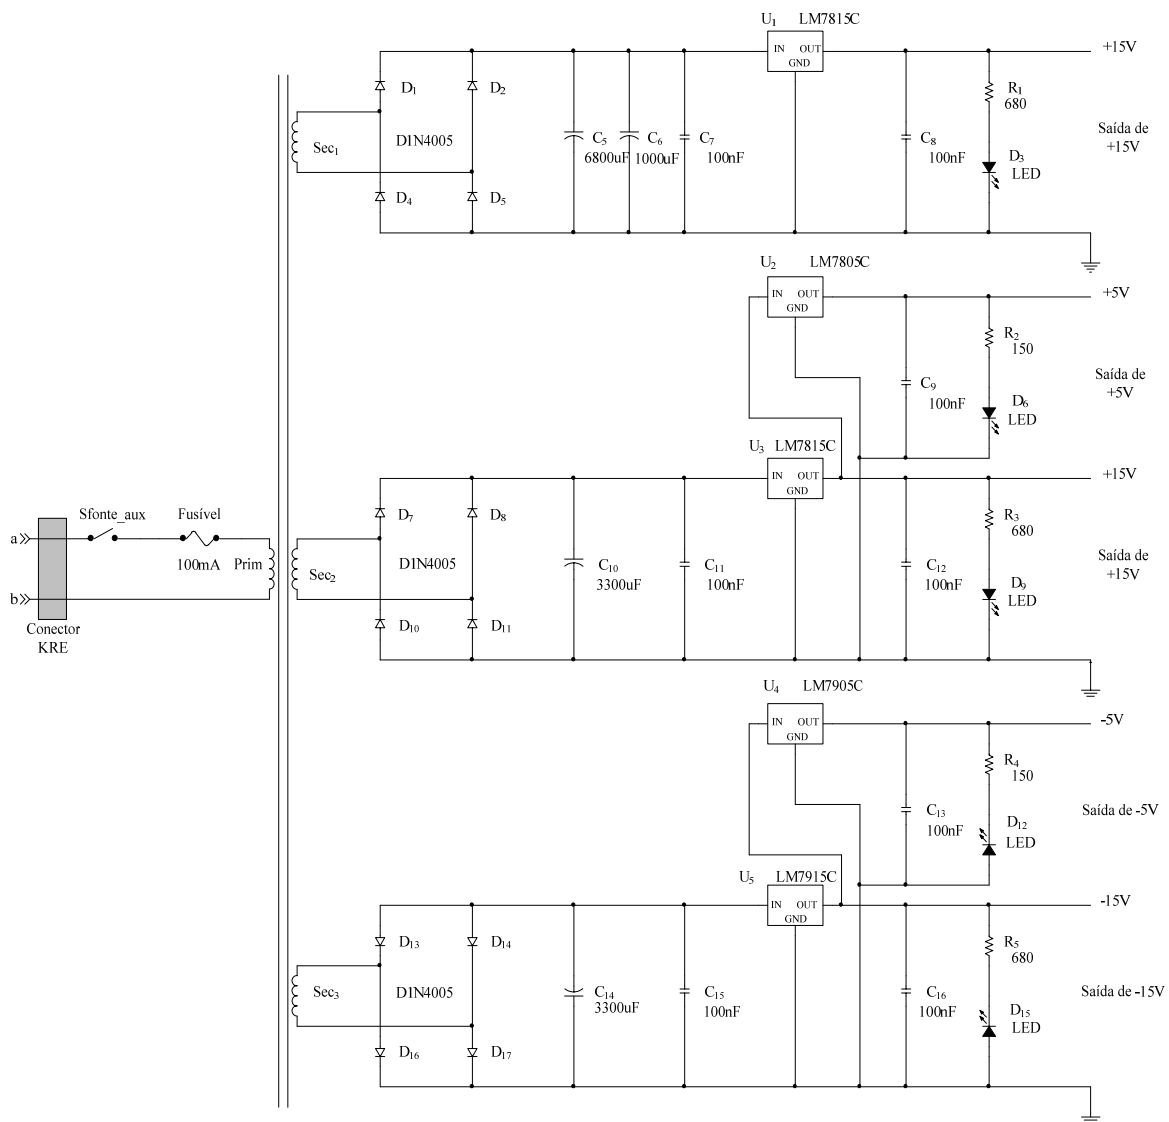 U1 LM7815C
IN OUT
GND
+15V
D1
D2
R1
680
Sec1
D1N4005
C5
6800uF
C6
1000uF
C7
100nF
C8
100nF
D3
LED
Saída de
+15V
D4
D5
U2 LM7805C
IN OUT
GND
+5V
R2
150
C9
100nF
D6
LED
Saída de
+5V
U3 LM7815C
IN OUT
GND
+15V
D7
D8
R3
680
a
Sfonte_aux
Fusível
100mA
Prim
b
Conector
KRE
Sec2
D1N4005
C10
3300uF
C11
100nF
C12
100nF
D9
LED
Saída de
+15V
D10
D11
U4 LM7905C
IN OUT
GND
-5V
R4
150
C13
100nF
D12
LED
Saída de -5V
U5 LM7915C
IN OUT
GND
-15V
D13
D14
R5
680
Sec3
D1N4005
C14
3300uF
C15
100nF
C16
100nF
D15
LED
Saída de -15V
D16
D17